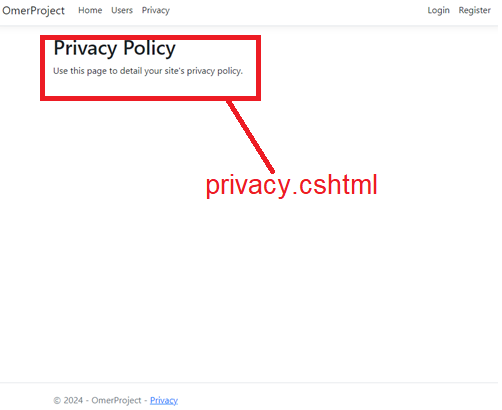 OmerProject Home Users Privacy Login Register
Privacy Policy
Use this page to detail your site's privacy policy.
privacy.cshtml
© 2024 - OmerProject - Privacy